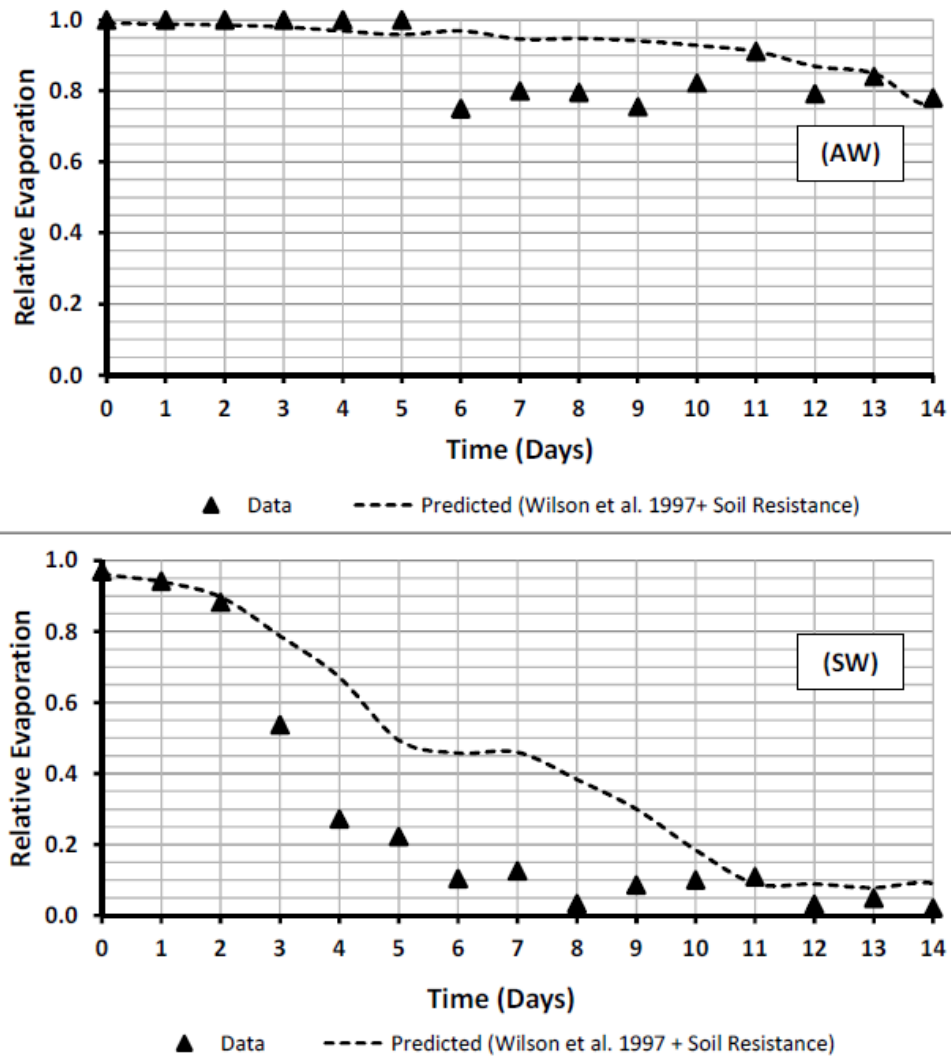 1.0
0.8
0.6
0.4
0.2
0.0
Relative Evaporation
(AW)
0 1 2 3 4 5 6 7 8 9 10 11 12 13 14
Time (Days)
Data Predicted (Wilson et al. 1997+ Soil Resistance)
1.0
0.8
0.6
0.4
0.2
0.0
Relative Evaporation
(SW)
0 1 2 3 4 5 6 7 8 9 10 11 12 13 14
Time (Days)
Data Predicted (Wilson et al. 1997 + Soil Resistance)